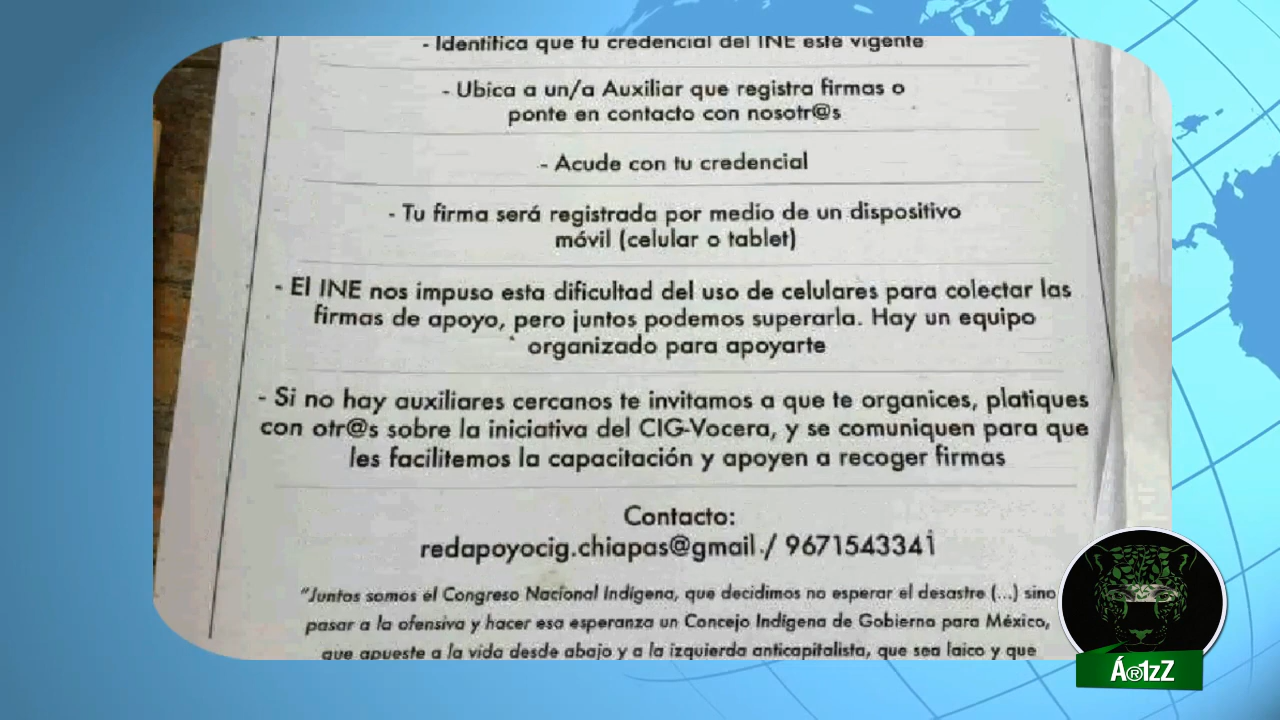 - Identifica que tu credencial del INE esté vigente
- Ubica a un/a Auxiliar que registra firmas o
ponte en contacto con nosotr@s
- Acude con tu credencial
- Tu firma será registrada por medio de un dispositivo
móvil (celular o tablet)
- El INE nos impuso esta dificultad del uso de celulares para colectar las
firmas de apoyo, pero juntos podemos superarla. Hay un equipo
organizado para apoyarte
- Si no hay auxiliares cercanos te invitamos a que te organices, platiques
con otr@s sobre la iniciativa del CIG-Vocera, y se comuniquen para que
les facilitemos la capacitación y apoyen a recoger firmas
Contacto:
redapoyocig.chiapas@gmail./ 9671543341
"Juntos somos el Congreso Nacional Indígena, que decidimos no esperar el desastre (...) sino
pasar a la ofensiva y hacer esa esperanza un Concejo Indígena de Gobierno para México,
que apueste a la vida desde abajo y a la izquierda anticapitalista, que sea laico y que
Á®1zZ